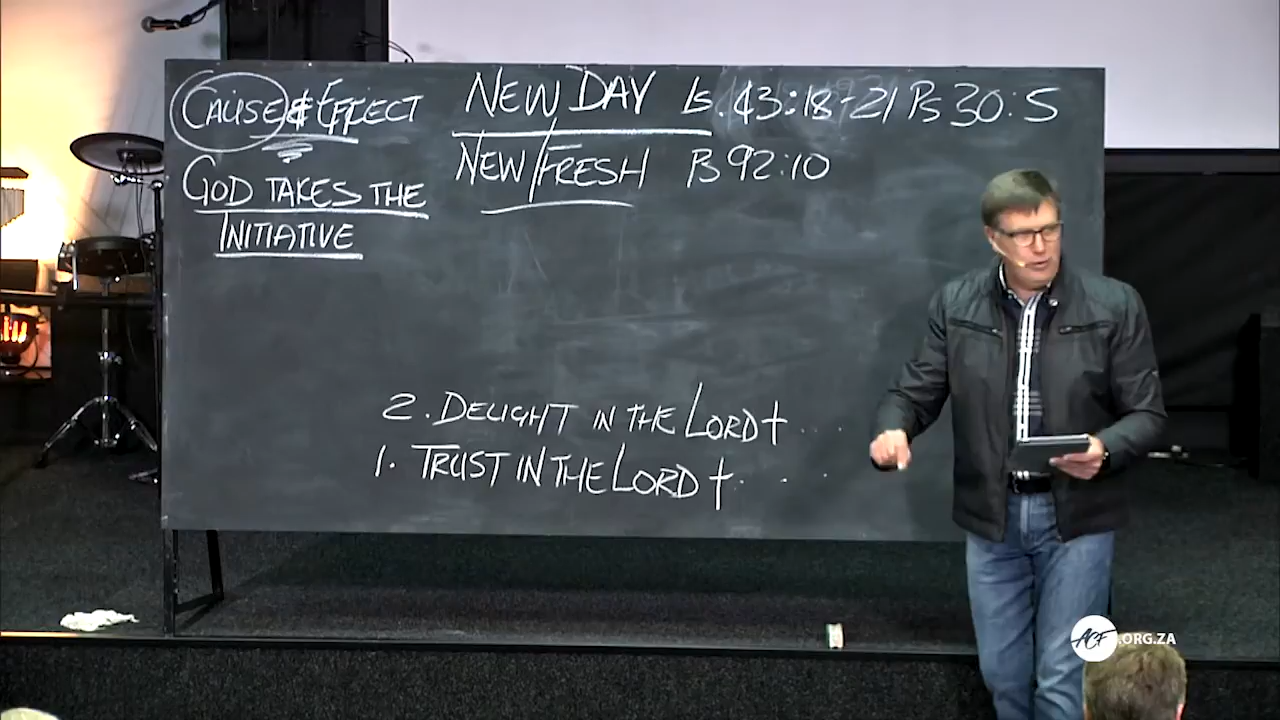 CAUSE & EFFECT
GOD TAKES THE
INITIATIVE
NEW DAY Is. 43:18-21 Ps 30:5
NEW/FRESH Ps 92:10
2. DELIGHT IN THE LORD + ...
1. TRUST IN THE LORD + ...
ACF.ORG.ZA